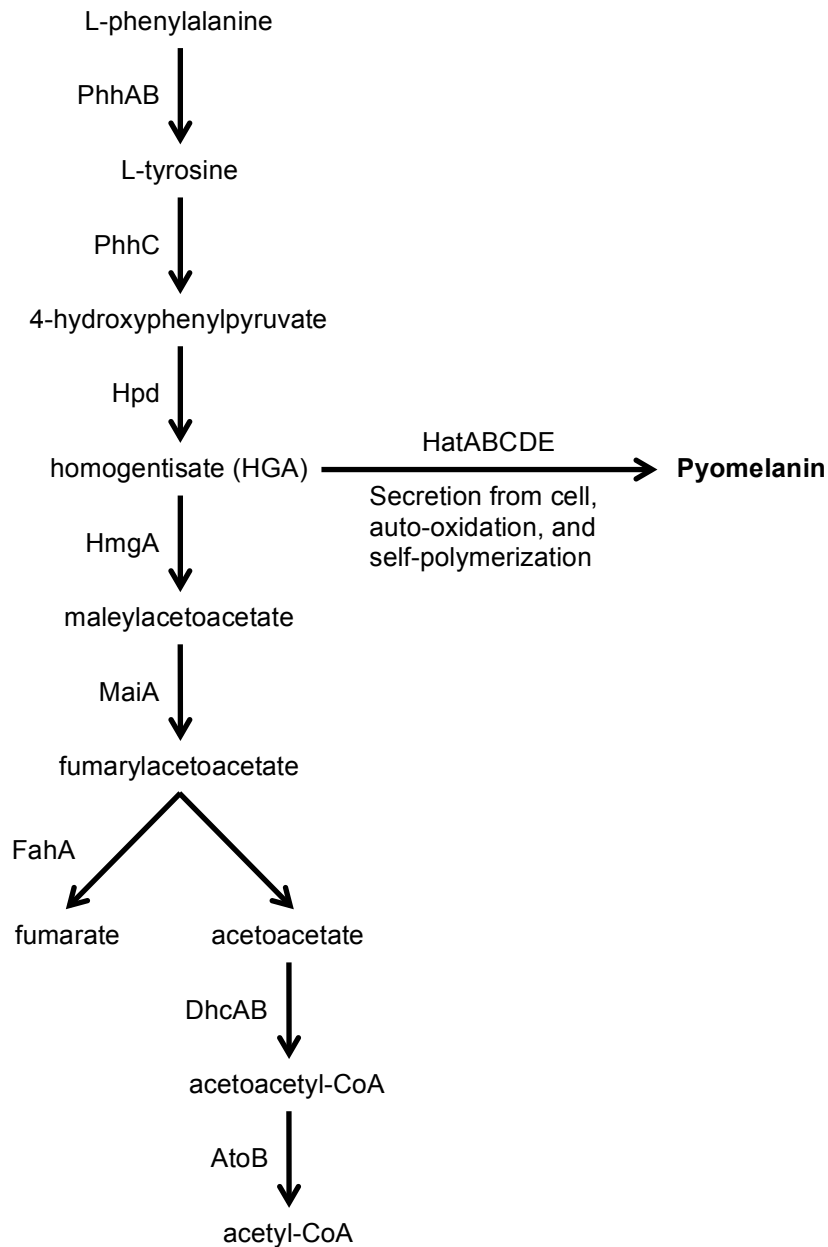 L-phenylalanine
PhhAB
L-tyrosine
PhhC
4-hydroxyphenylpyruvate
Hpd
HatABCDE
homogentisate (HGA)
Pyomelanin
Secretion from cell,
auto-oxidation, and
self-polymerization
HmgA
maleylacetoacetate
MaiA
fumarylacetoacetate
FahA
fumarate
acetoacetate
DhcAB
acetoacetyl-CoA
AtoB
acetyl-CoA